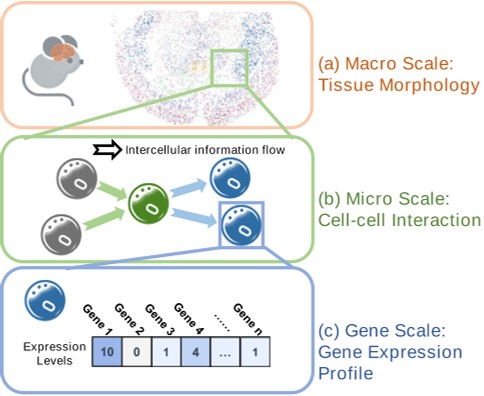 (a) Macro Scale:
Tissue Morphology
Intercellular information flow
(b) Micro Scale:
Cell-cell Interaction
Gene 1
Gene 2
Gene 3
Gene 4
......
Gene n
Expression
Levels
10 0 1 4 ... 1
(c) Gene Scale:
Gene Expression
Profile